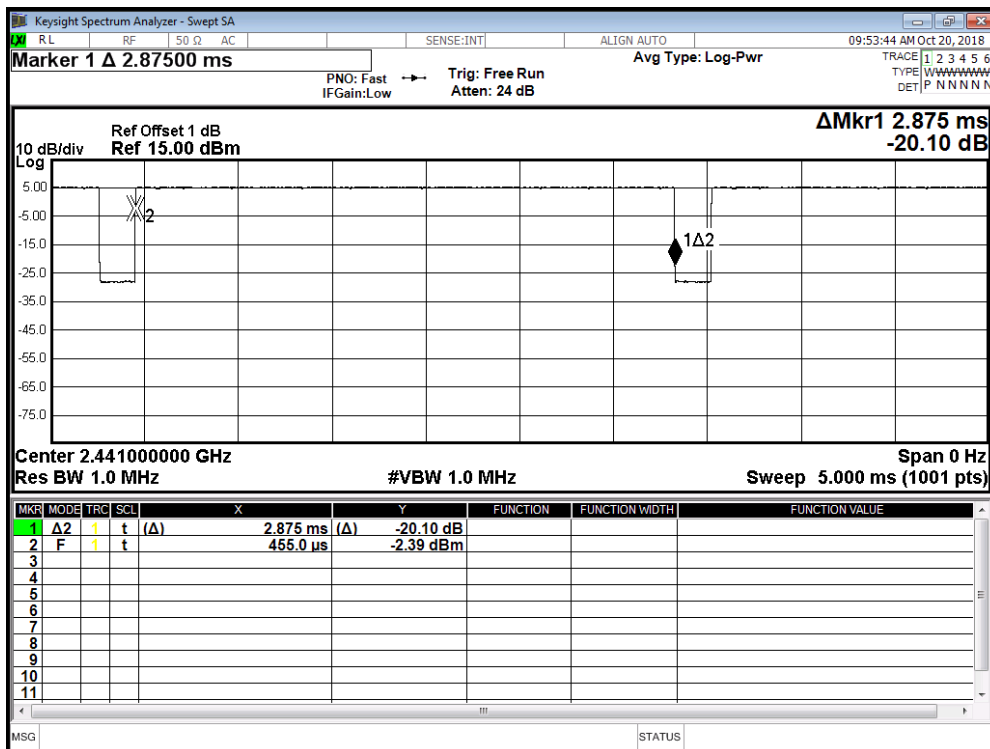 Keysight Spectrum Analyzer - Swept SA
LXI RL RF 50 Ω AC SENSE:INT ALIGN AUTO 09:53:44 AM Oct 20, 2018
Marker 1 Δ 2.87500 ms
PNO: Fast
IFGain:Low
Trig: Free Run
Atten: 24 dB
Avg Type: Log-Pwr
TRACE 1 2 3 4 5 6
TYPE WWWWWW
DET P N N N N N
ΔMkr1 2.875 ms
-20.10 dB
10 dB/div
Log
Ref Offset 1 dB
Ref 15.00 dBm
5.00
-5.00
-15.0
-25.0
-35.0
-45.0
-55.0
-65.0
-75.0
2
1Δ2
Center 2.441000000 GHz Span 0 Hz
Res BW 1.0 MHz #VBW 1.0 MHz Sweep 5.000 ms (1001 pts)
MKR MODE TRC SCL X Y FUNCTION FUNCTION WIDTH FUNCTION VALUE
1 Δ2 1 t (Δ) 2.875 ms (Δ) -20.10 dB
2 F 1 t 455.0 µs -2.39 dBm
3
4
5
6
7
8
9
10
11
MSG STATUS